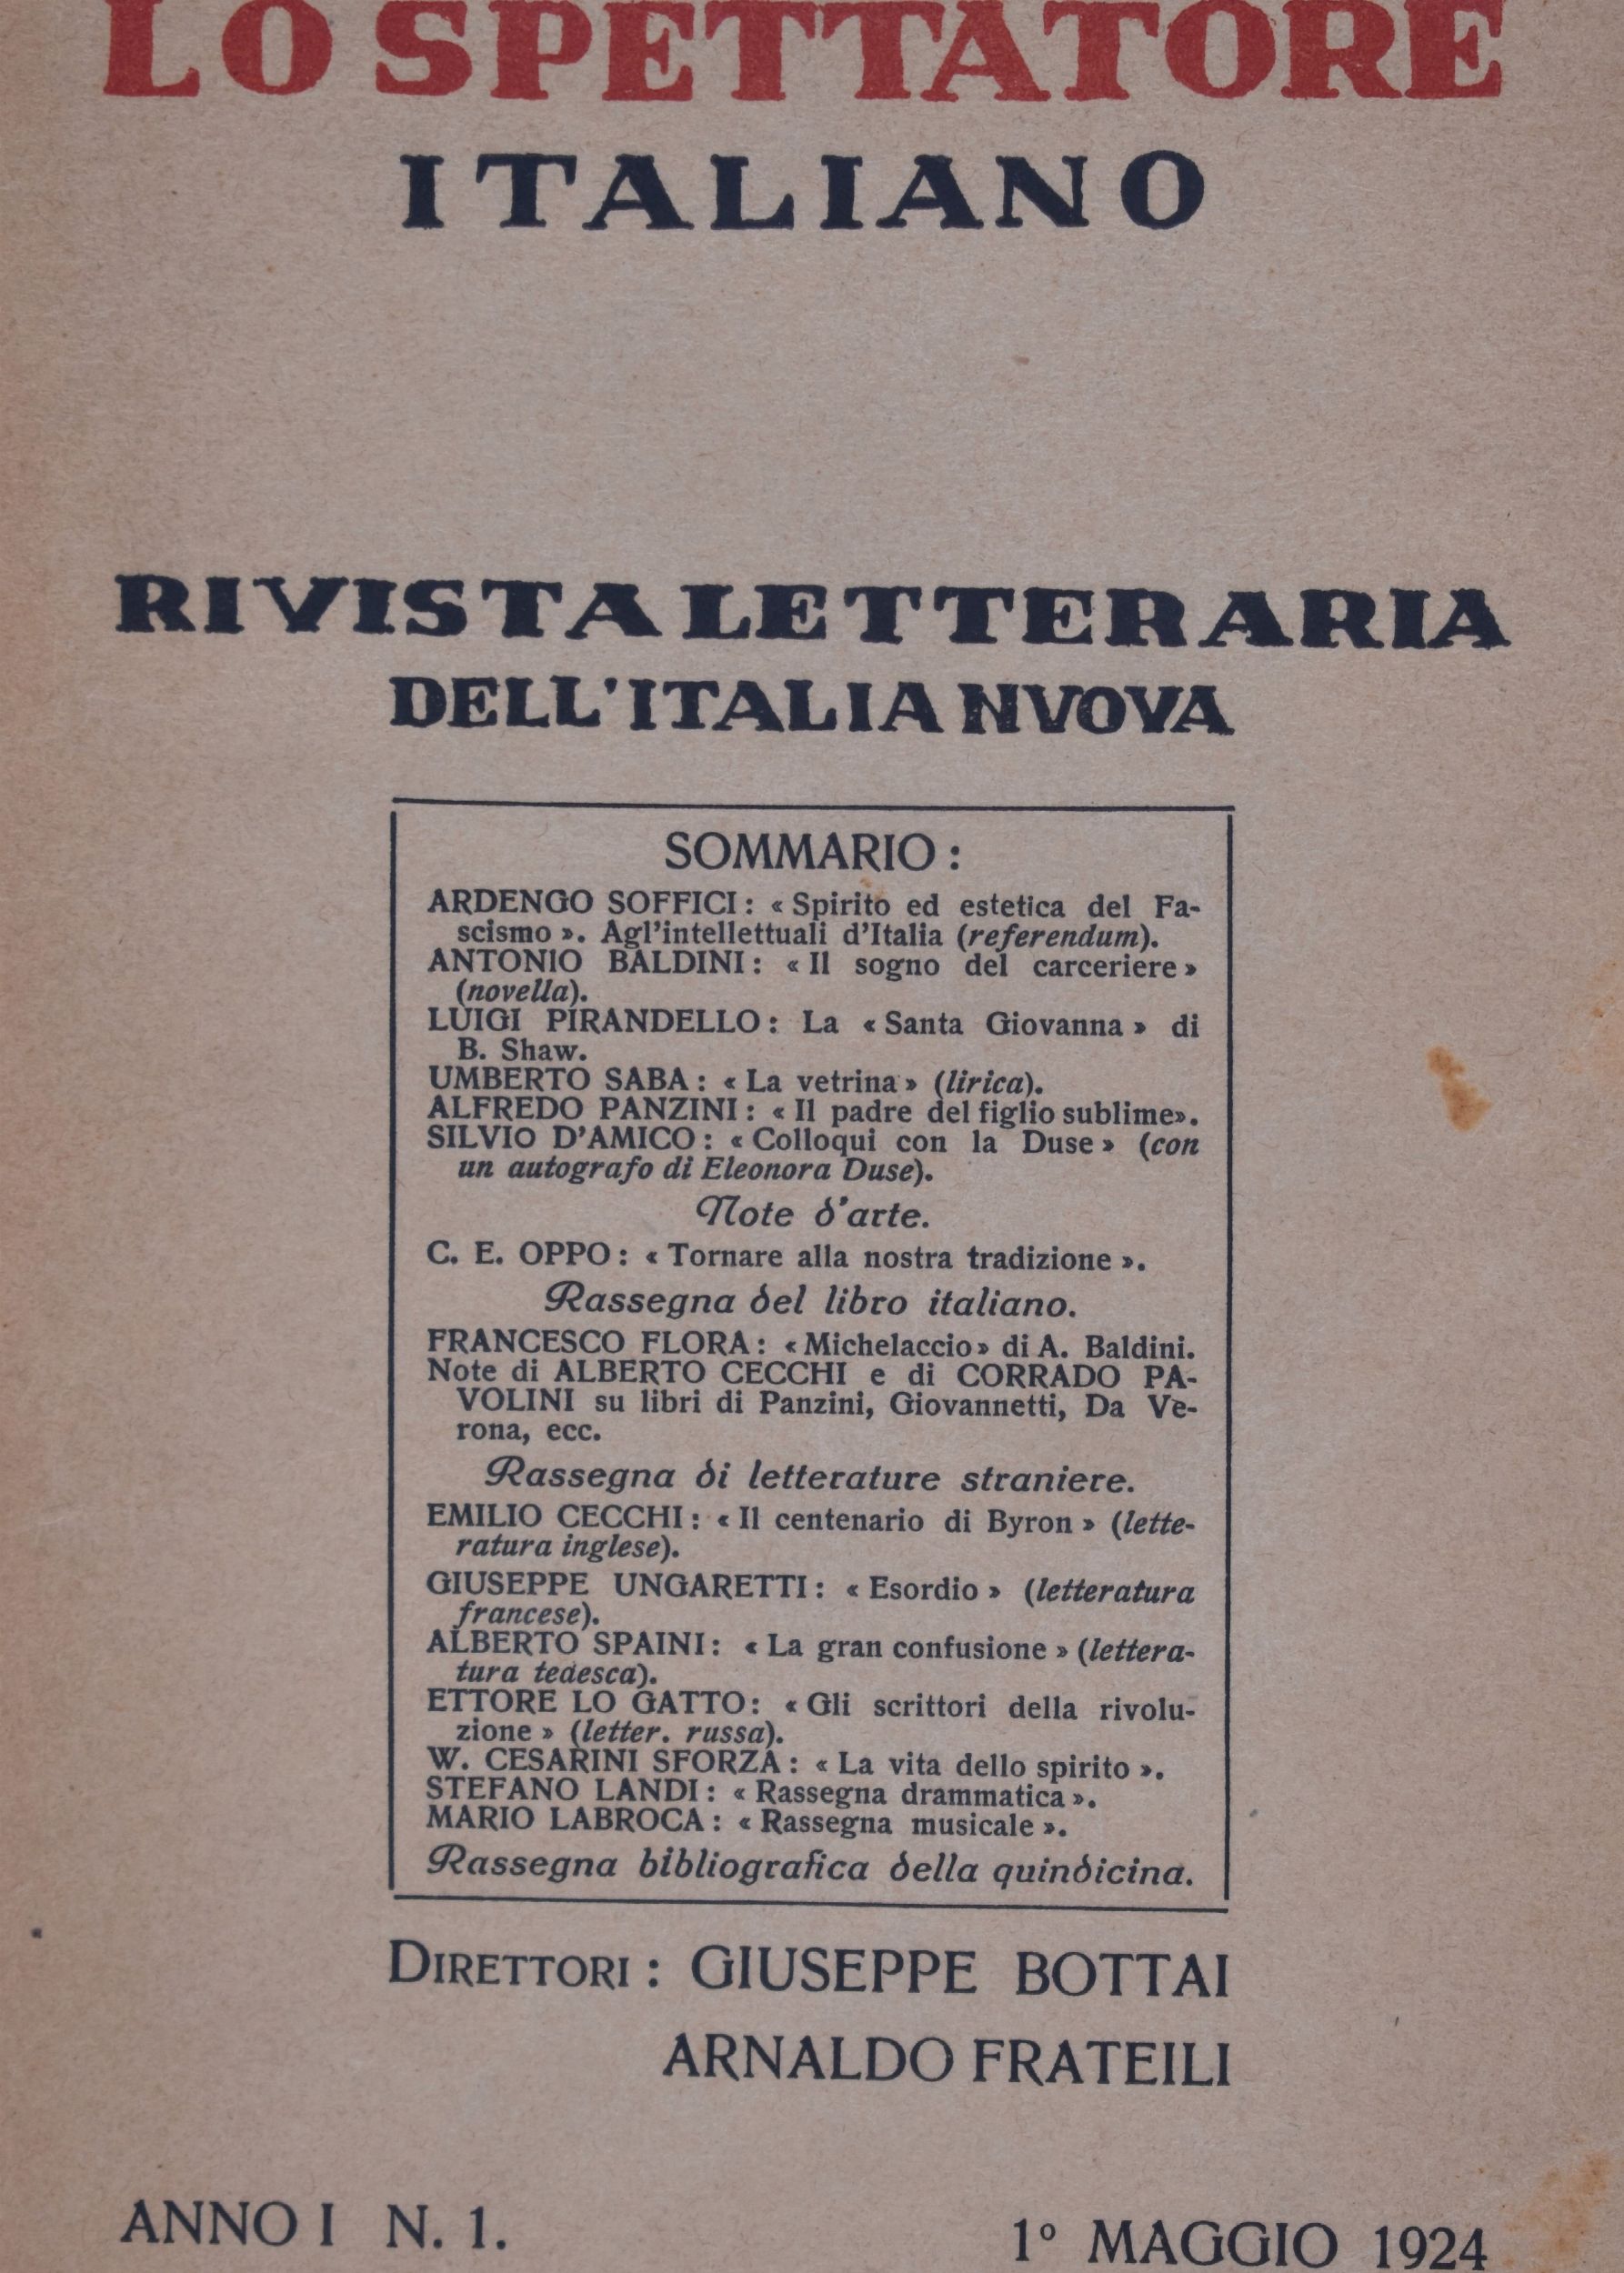 LO SPETTATORE
ITALIANO
RIVISTA LETTERARIA
DELL'ITALIA NVOVA
SOMMARIO :
ARDENGO SOFFICI : « Spirito ed estetica del Fa-
scismo ». Agl'intellettuali d'Italia (referendum).
ANTONIO BALDINI : « Il sogno del carceriere »
(novella).
LUIGI PIRANDELLO : La « Santa Giovanna » di
B. Shaw.
UMBERTO SABA : « La vetrina » (lirica).
ALFREDO PANZINI : « Il padre del figlio sublime».
SILVIO D'AMICO : « Colloqui con la Duse » (con
un autografo di Eleonora Duse).
Note d'arte.
C. E. OPPO : « Tornare alla nostra tradizione ».
Rassegna del libro italiano.
FRANCESCO FLORA : « Michelaccio » di A. Baldini.
Note di ALBERTO CECCHI e di CORRADO PA-
VOLINI su libri di Panzini, Giovannetti, Da Ve-
rona, ecc.
Rassegna di letterature straniere.
EMILIO CECCHI : « Il centenario di Byron » (lette-
ratura inglese).
GIUSEPPE UNGARETTI : « Esordio » (letteratura
francese).
ALBERTO SPAINI : « La gran confusione » (lettera-
tura tedesca).
ETTORE LO GATTO : « Gli scrittori della rivolu-
zione » (letter. russa).
W. CESARINI SFORZA : « La vita dello spirito ».
STEFANO LANDI : « Rassegna drammatica ».
MARIO LABROCA : « Rassegna musicale ».
Rassegna bibliografica della quindicina.
DIRETTORI : GIUSEPPE BOTTAI
ARNALDO FRATEILI
ANNO I N. 1.
1º MAGGIO 1924